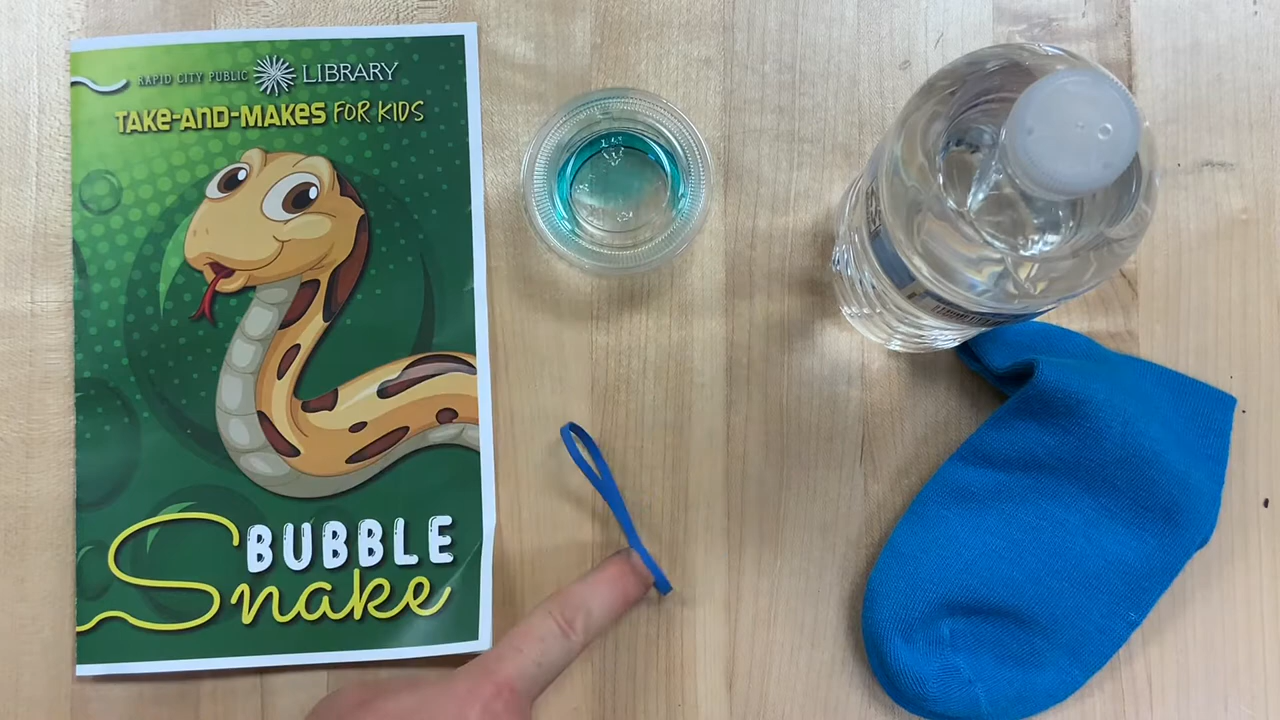 RAPID CITY PUBLIC LIBRARY
TAKE-AND-MAKES FOR KIDS
BUBBLE
Snake